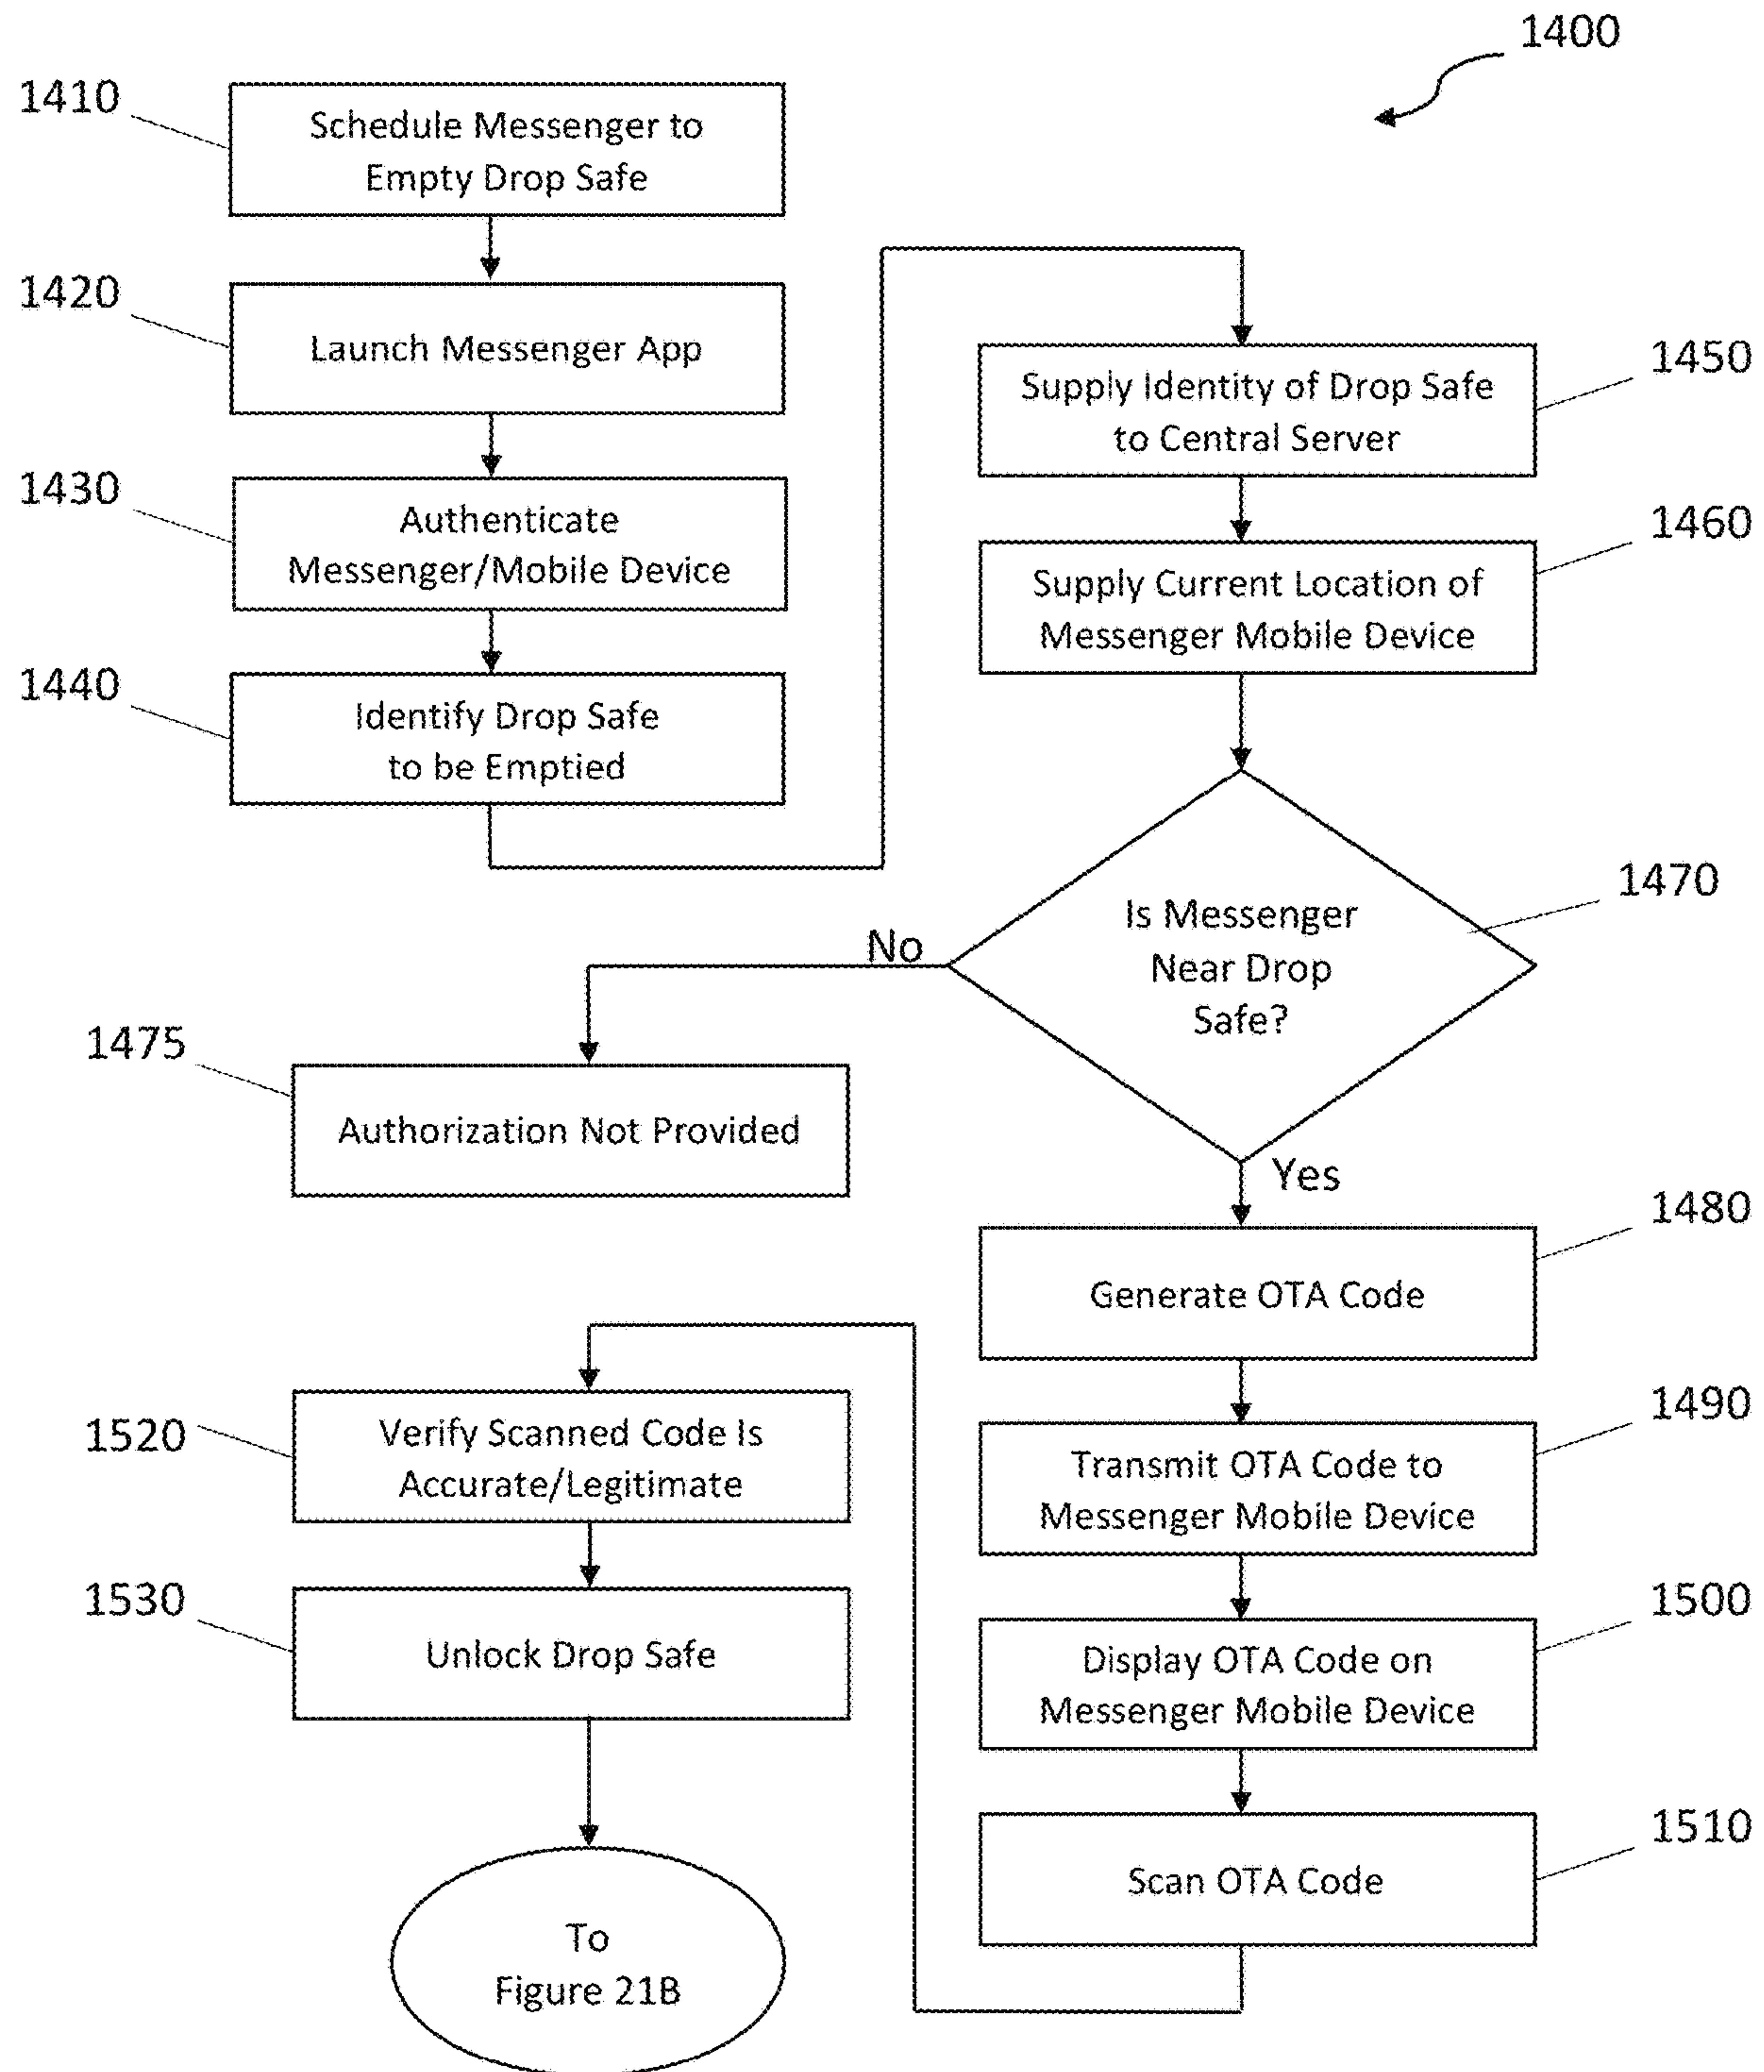 1400
1410
Schedule Messenger to
Empty Drop Safe
1420
Launch Messenger App
1430
Authenticate
Messenger/Mobile Device
1440
Identify Drop Safe
to be Emptied
1450
Supply Identity of Drop Safe
to Central Server
1460
Supply Current Location of
Messenger Mobile Device
1470
Is Messenger
Near Drop
Safe?
No
1475
Authorization Not Provided
Yes
1480
Generate OTA Code
1490
Transmit OTA Code to
Messenger Mobile Device
1500
Display OTA Code on
Messenger Mobile Device
1510
Scan OTA Code
1520
Verify Scanned Code Is
Accurate/Legitimate
1530
Unlock Drop Safe
To
Figure 21B